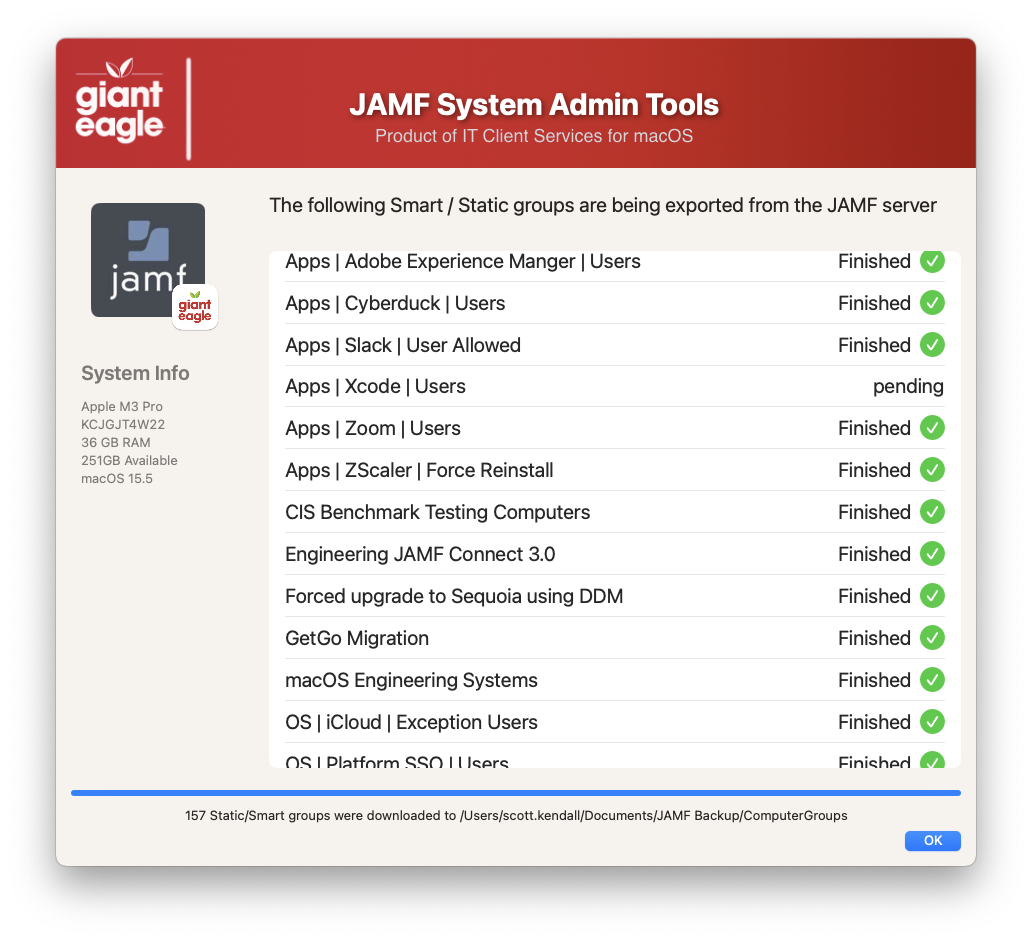 giant
eagle
JAMF System Admin Tools
Product of IT Client Services for macOS
jamf
giant
eagle
System Info
Apple M3 Pro
KCJGJT4W22
36 GB RAM
251GB Available
macOS 15.5
The following Smart / Static groups are being exported from the JAMF server
Apps | Adobe Experience Manger | Users Finished
Apps | Cyberduck | Users Finished
Apps | Slack | User Allowed Finished
Apps | Xcode | Users pending
Apps | Zoom | Users Finished
Apps | ZScaler | Force Reinstall Finished
CIS Benchmark Testing Computers Finished
Engineering JAMF Connect 3.0 Finished
Forced upgrade to Sequoia using DDM Finished
GetGo Migration Finished
macOS Engineering Systems Finished
OS | iCloud | Exception Users Finished
OS | Platform SSO | Users Finished
157 Static/Smart groups were downloaded to /Users/scott.kendall/Documents/JAMF Backup/ComputerGroups
OK